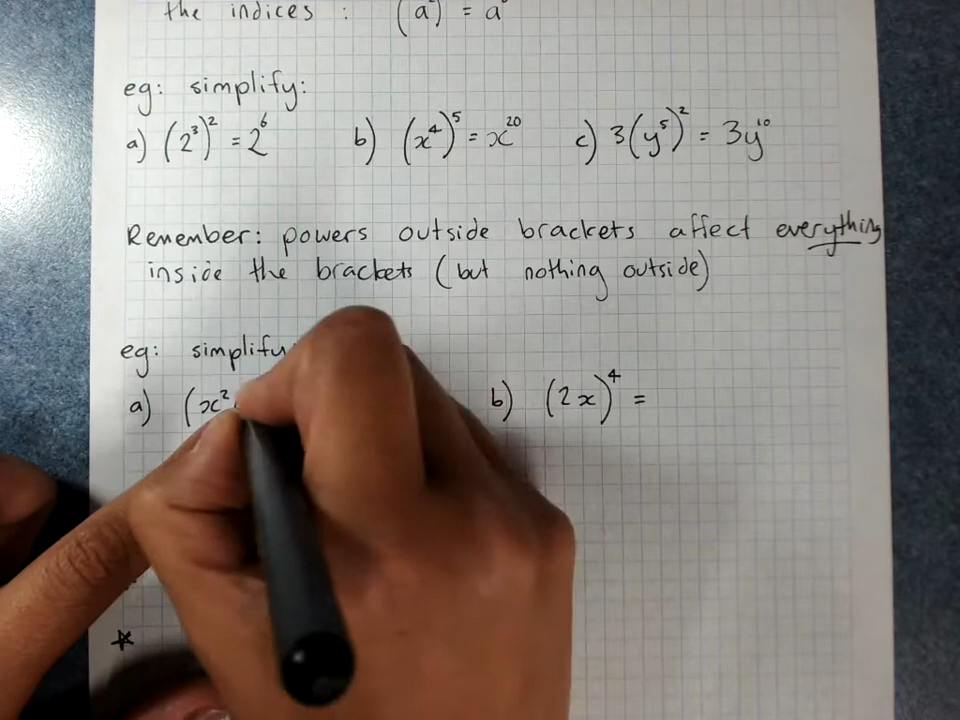 the indices : (a
eg: simplify:
a) (2³)² = 2⁶ b) (x⁴)⁵ = x²⁰ c) 3(y⁵)² = 3y¹⁰
Remember: powers outside brackets affect everything
inside the brackets (but nothing outside)
eg: simplify
a) (x² b) (2x)⁴ =